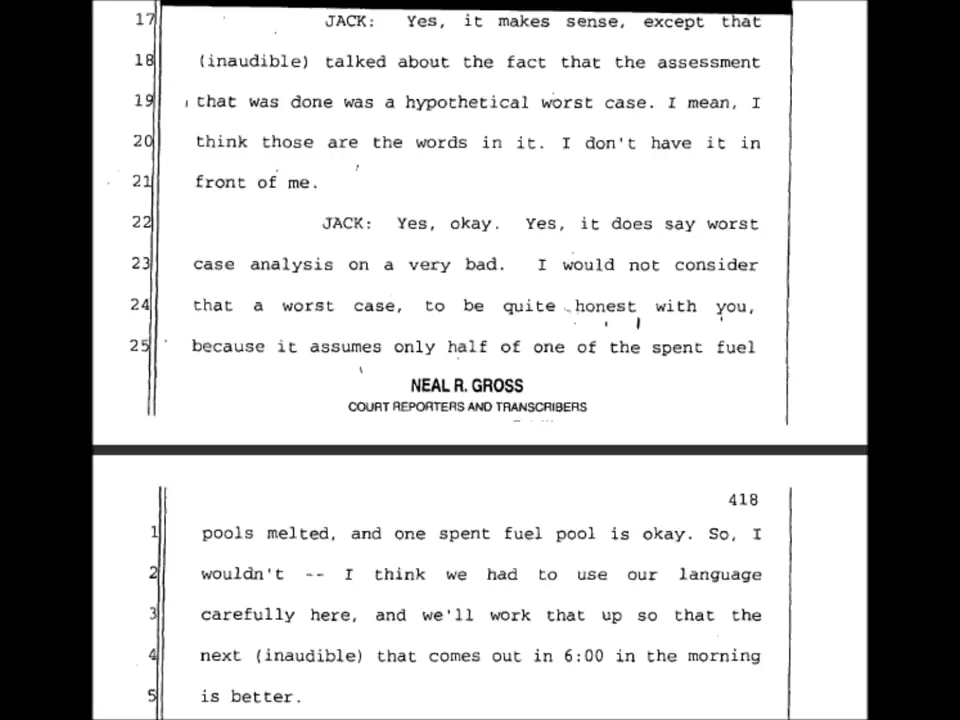 17 JACK: Yes, it makes sense, except that
18 (inaudible) talked about the fact that the assessment
19 that was done was a hypothetical worst case. I mean, I
20 think those are the words in it. I don't have it in
21 front of me.
22 JACK: Yes, okay. Yes, it does say worst
23 case analysis on a very bad. I would not consider
24 that a worst case, to be quite honest with you,
25 because it assumes only half of one of the spent fuel
NEAL R. GROSS
COURT REPORTERS AND TRANSCRIBERS
418
1 pools melted, and one spent fuel pool is okay. So, I
2 wouldn't -- I think we had to use our language
3 carefully here, and we'll work that up so that the
4 next (inaudible) that comes out in 6:00 in the morning
5 is better.